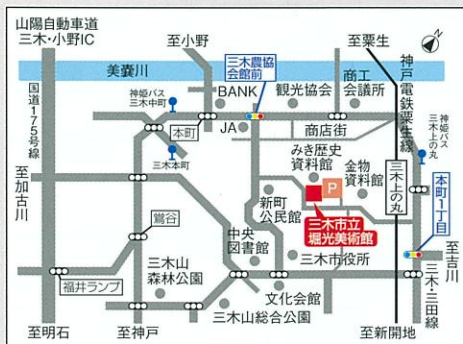 山陽自動車道
三木・小野IC
至小野
至粟生
美嚢川
国道175号線
神姫バス
三木中町
BANK
三木農協
会館前
観光協会
商工
会議所
神戸電鉄粟生線
神姫バス
三木上の丸
本町
JA
商店街
三木本町
みき歴史
資料館
P
金物
資料館
三木上の丸
本町1丁目
至加古川
鶯谷
新町
公民館
三木市立
堀光美術館
中央
図書館
三木市役所
至吉川
三木山
森林公園
福井ランプ
文化会館
三木山総合公園
三木・三田線
至明石
至神戸
至新開地